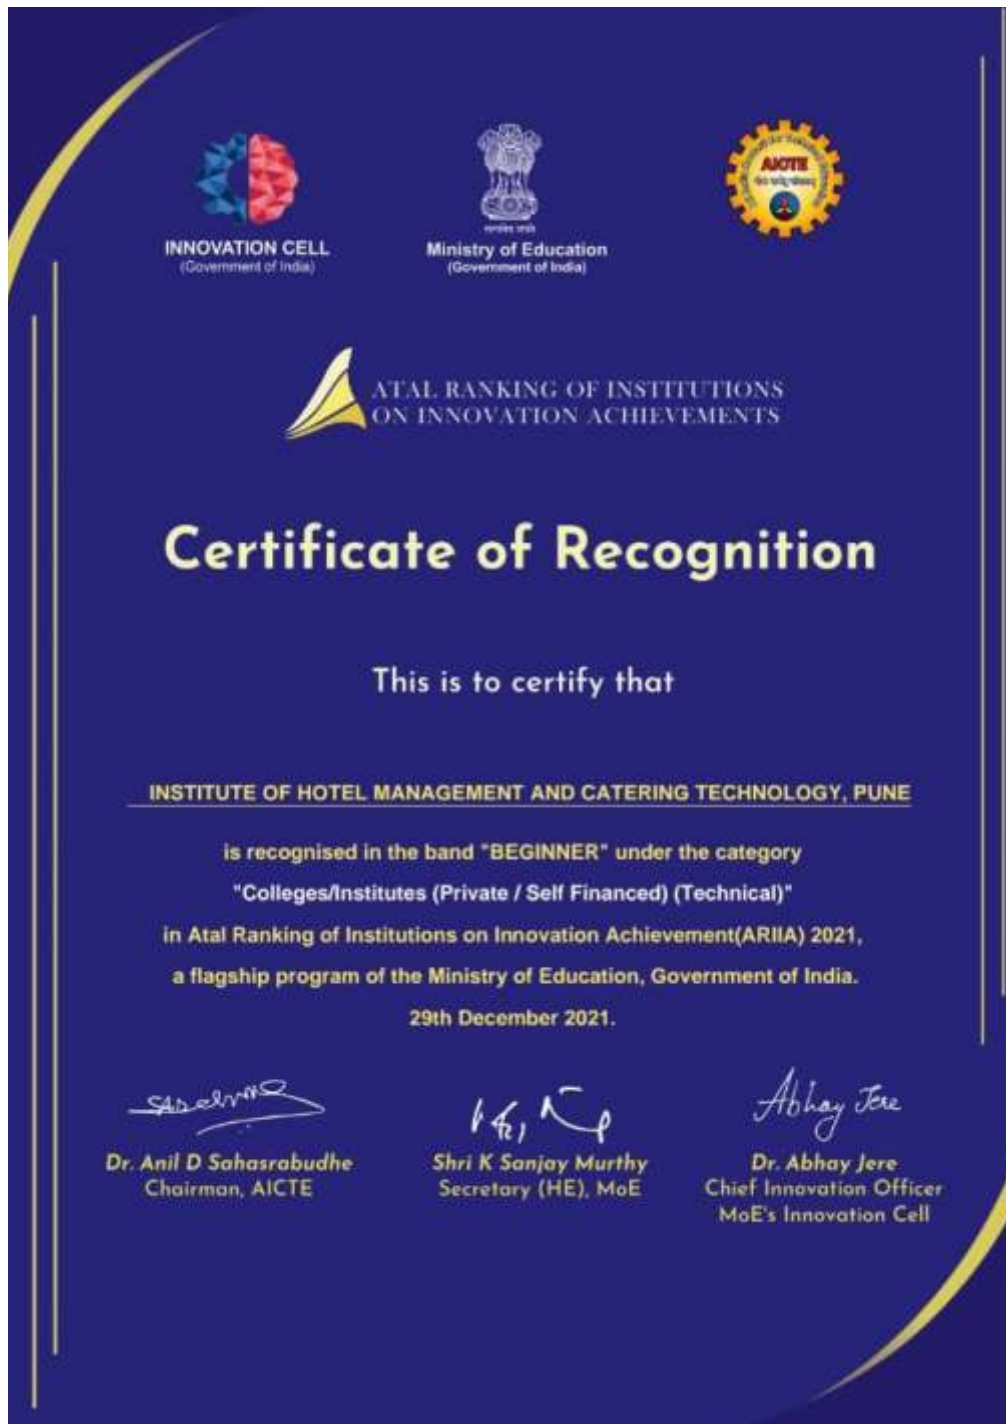 INNOVATION CELL
(Government of India)
सत्यमेव जयते
Ministry of Education
(Government of India)
AICTE
ATAL RANKING OF INSTITUTIONS
ON INNOVATION ACHIEVEMENTS
Certificate of Recognition
This is to certify that
INSTITUTE OF HOTEL MANAGEMENT AND CATERING TECHNOLOGY, PUNE
is recognised in the band "BEGINNER" under the category
"Colleges/Institutes (Private / Self Financed) (Technical)"
in Atal Ranking of Institutions on Innovation Achievement(ARIIA) 2021,
a flagship program of the Ministry of Education, Government of India.
29th December 2021.
Abhay Jere
Dr. Anil D Sahasrabudhe
Chairman, AICTE
Shri K Sanjay Murthy
Secretary (HE), MoE
Dr. Abhay Jere
Chief Innovation Officer
MoE's Innovation Cell